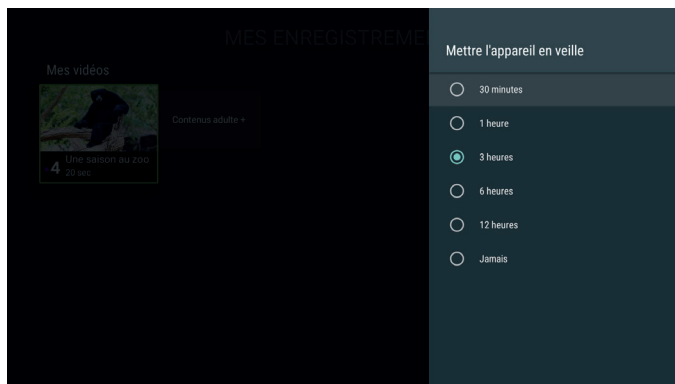 MES ENREGISTREME
Mes vidéos
Contenus adulte +
4
Une saison au zoo
20 sec
Mettre l'appareil en veille
30 minutes
1 heure
3 heures
6 heures
12 heures
Jamais